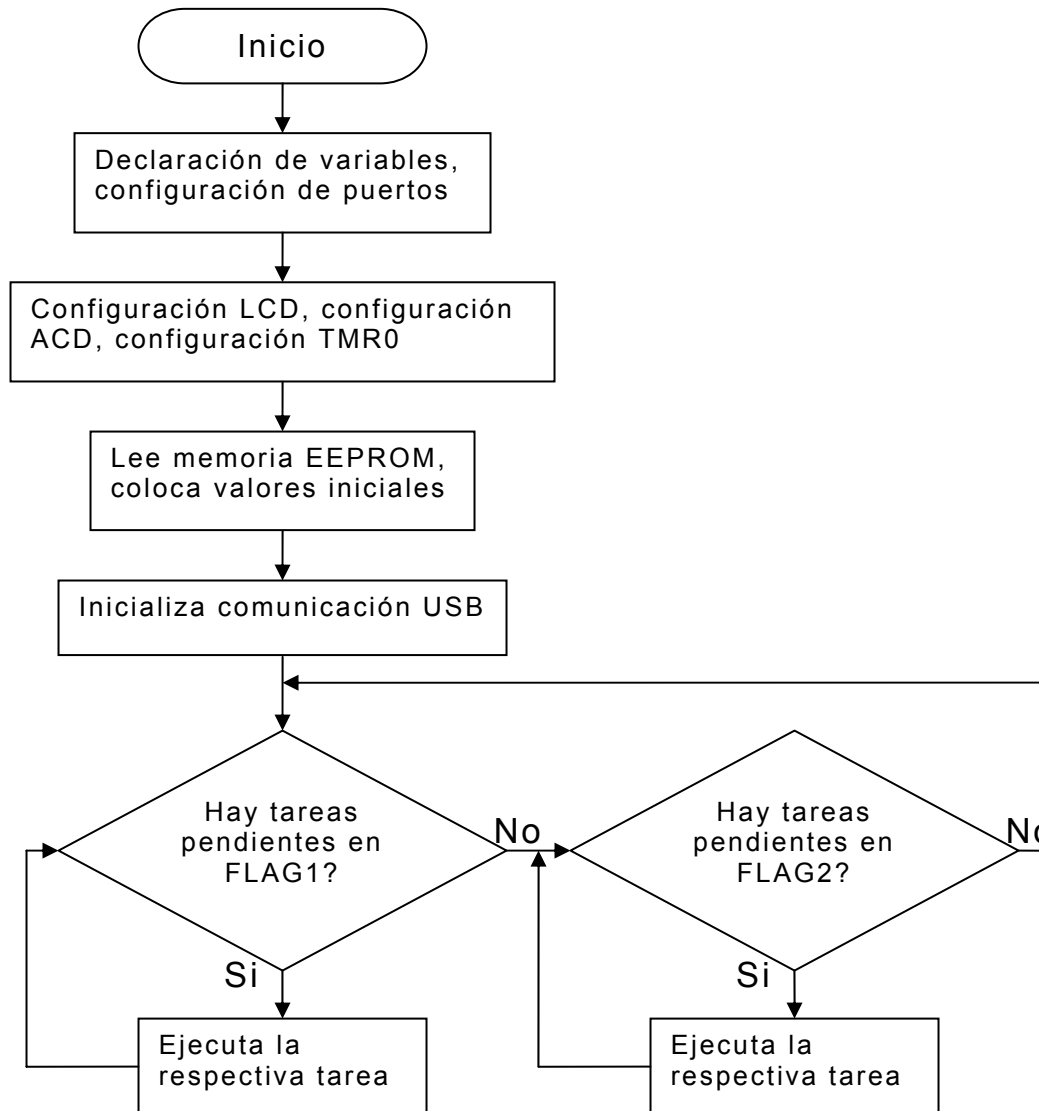 Inicio
Declaración de variables,
configuración de puertos
Configuración LCD, configuración
ACD, configuración TMR0
Lee memoria EEPROM,
coloca valores iniciales
Inicializa comunicación USB
Hay tareas
pendientes en
FLAG1?
No
Si
Ejecuta la
respectiva tarea
Hay tareas
pendientes en
FLAG2?
No
Si
Ejecuta la
respectiva tarea